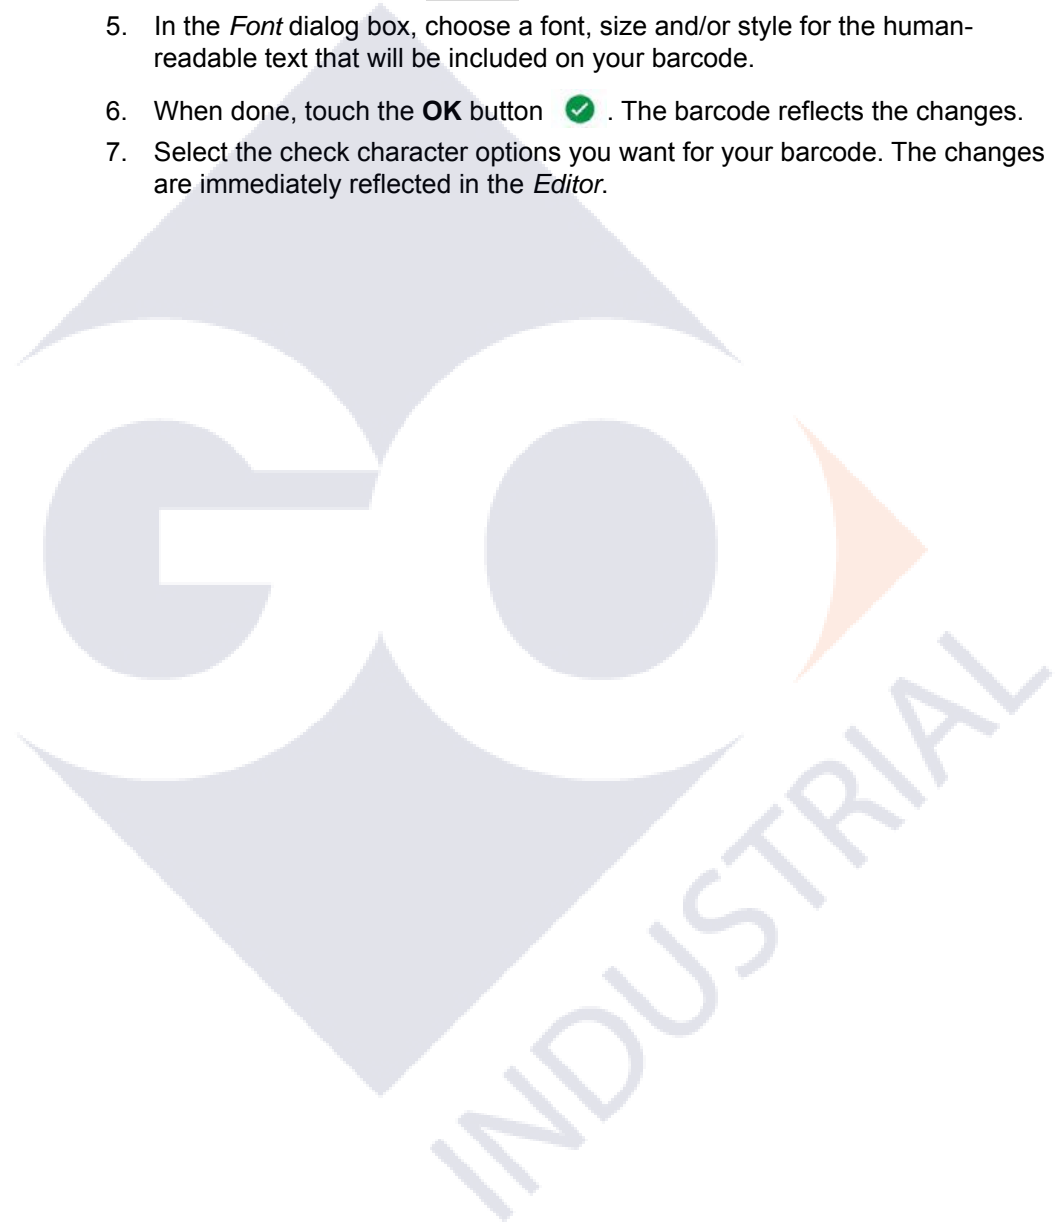 5. In the Font dialog box, choose a font, size and/or style for the human-
readable text that will be included on your barcode.
6. When done, touch the OK button . The barcode reflects the changes.
7. Select the check character options you want for your barcode. The changes
are immediately reflected in the Editor.
GO
INDUSTRIAL